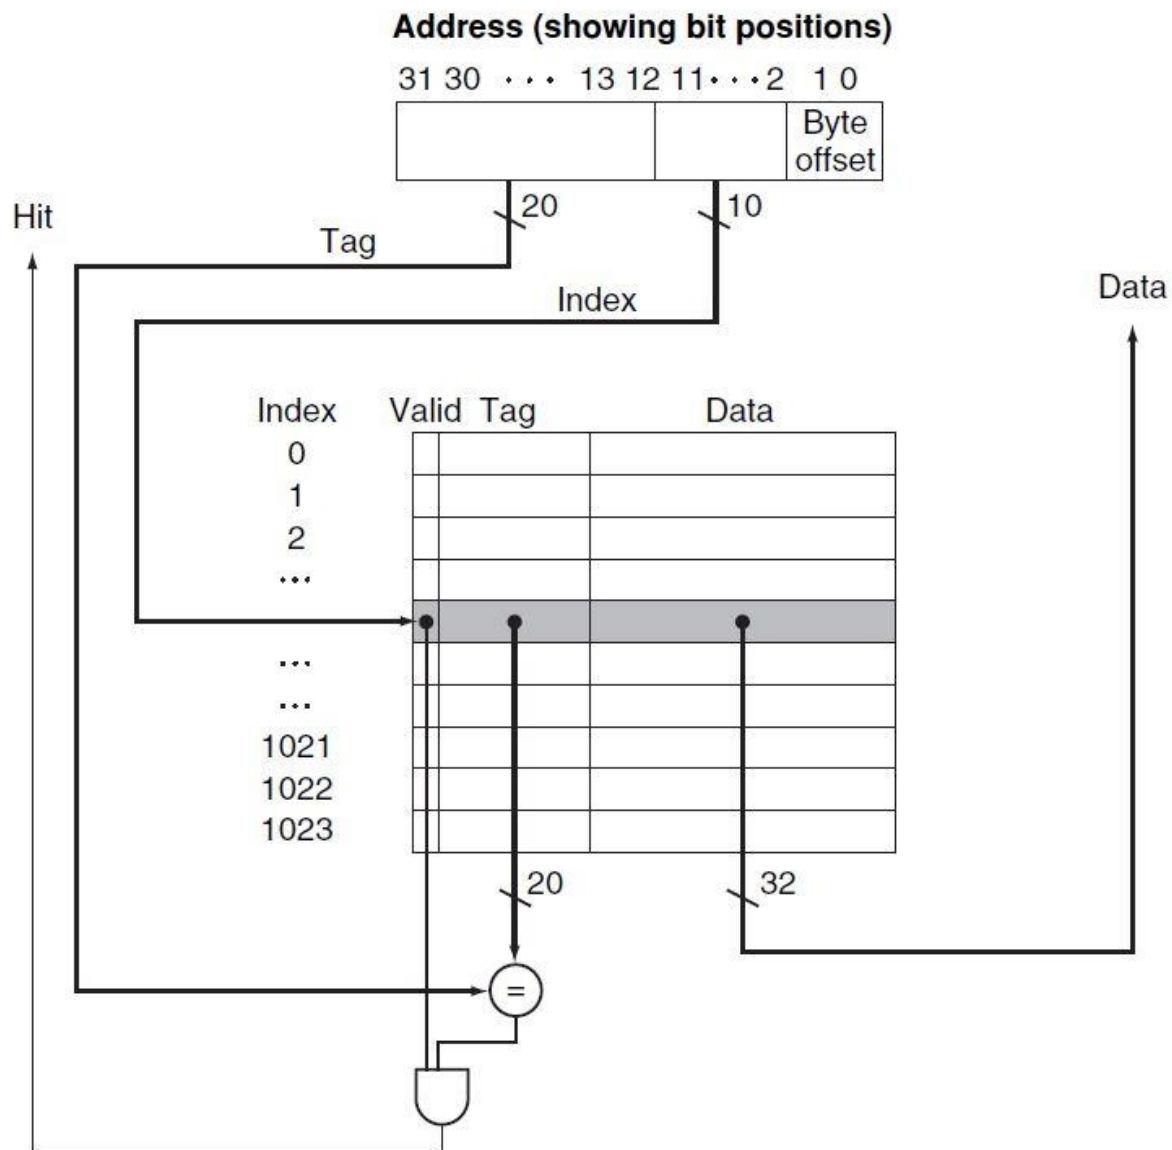 Address (showing bit positions)
31 30 ··· 13 12 11 ··· 2 1 0
Byte
offset
20 10
Hit
Tag
Data
Index
Index Valid Tag Data
0
1
2
...
...
...
1021
1022
1023
20 32
=